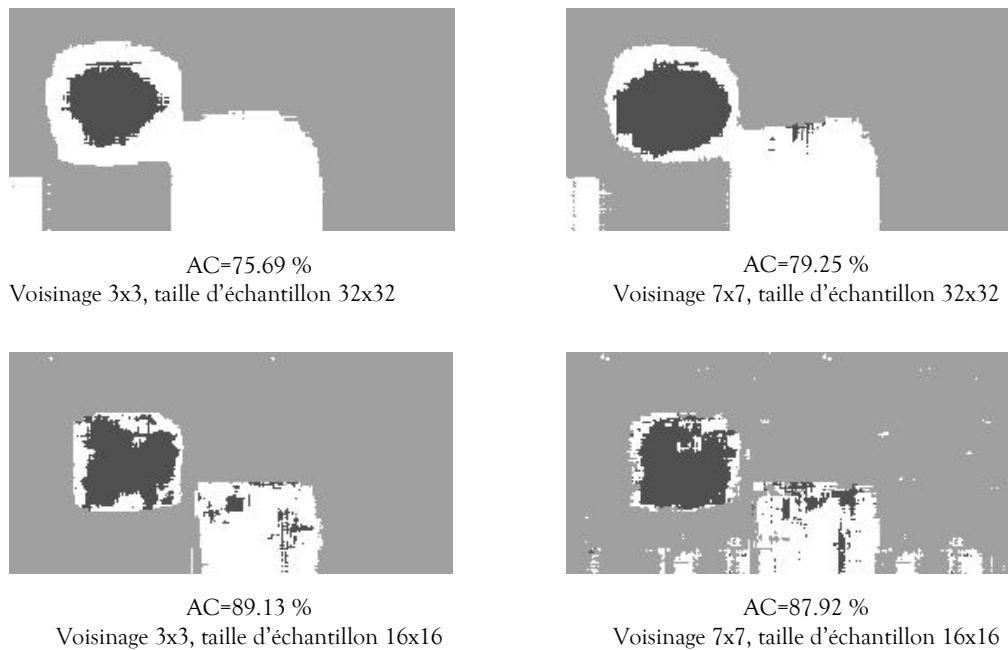 AC=75.69 %
Voisinage 3x3, taille d'échantillon 32x32
AC=79.25 %
Voisinage 7x7, taille d'échantillon 32x32
AC=89.13 %
Voisinage 3x3, taille d'échantillon 16x16
AC=87.92 %
Voisinage 7x7, taille d'échantillon 16x16